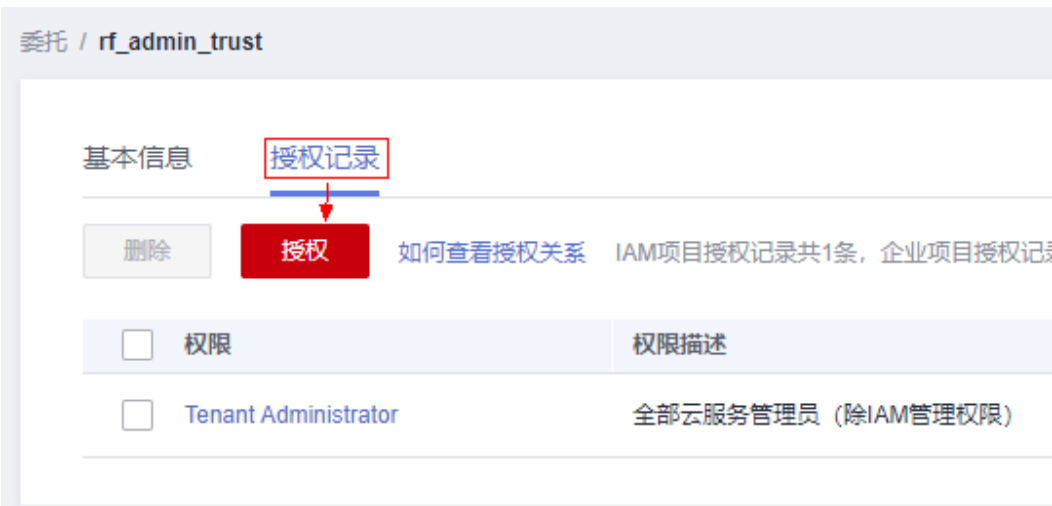 委托 / rf_admin_trust
基本信息 授权记录
删除 授权 如何查看授权关系 IAM项目授权记录共1条，企业项目授权记
权限 权限描述
Tenant Administrator 全部云服务管理员（除IAM管理权限）